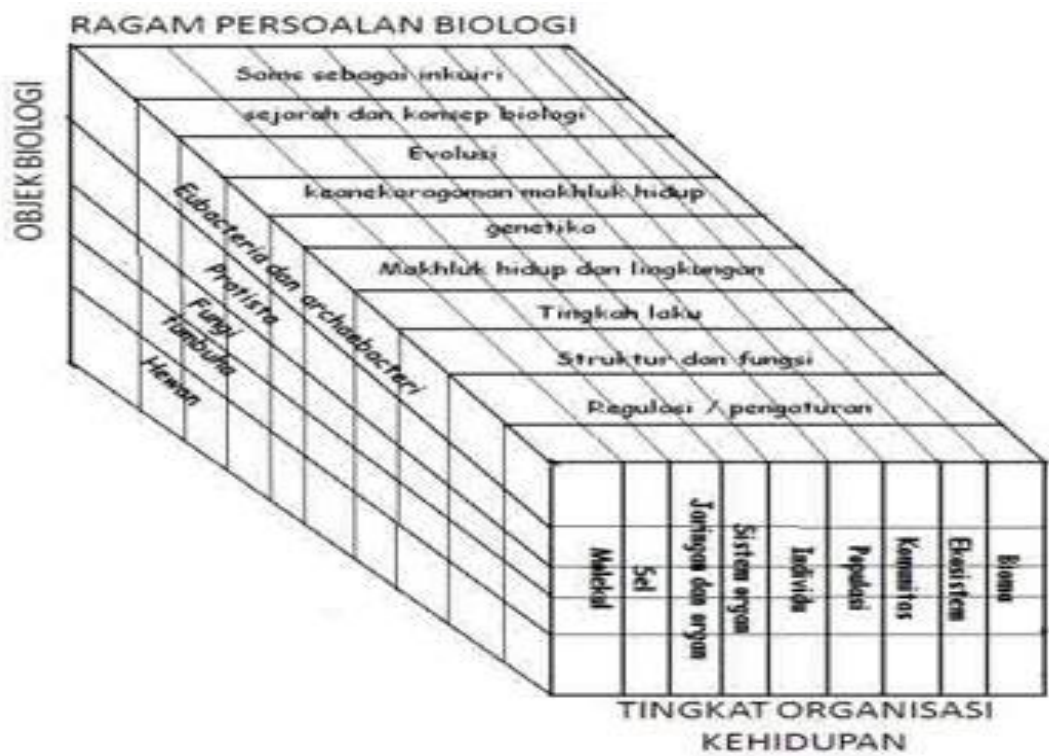 RAGAM PERSOALAN BIOLOGI
OBJEK BIOLOGI
Sains sebagai inkuiri
sejarah dan konsep biologi
Evolusi
keanekaragaman makhluk hidup
genetika
Makhluk hidup dan lingkungan
Tingkah laku
Struktur dan fungsi
Regulasi / pengaturan
Eubacteria dan archaebacteri
Protista
Fungi
Tumbuha
Hewan
Molekul
Sel
Jaringan dan organ
Sistem organ
Individu
Populasi
Komunitas
Ekosistem
Bioma
TINGKAT ORGANISASI
KEHIDUPAN